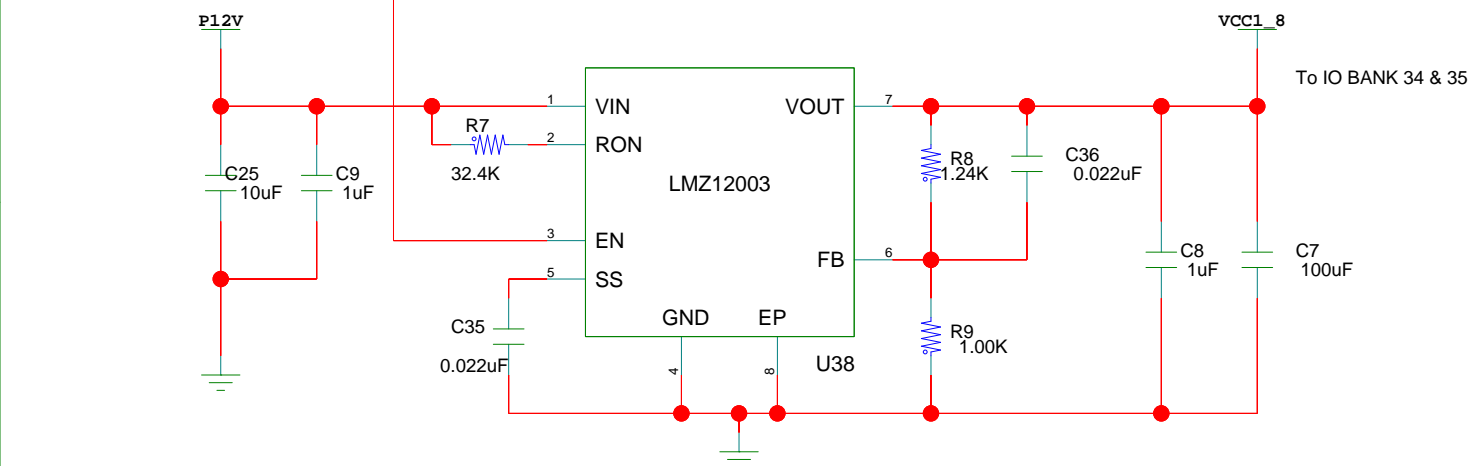 P12V
VCC1_8
To IO BANK 34 & 35
1
VIN
VOUT
7
R7
2
RON
32.4K
LMZ12003
C25
10uF
C9
1uF
R8
1.24K
C36
0.022uF
3
EN
5
SS
FB
6
C8
1uF
C7
100uF
C35
0.022uF
GND
EP
R9
1.00K
U38
4
8